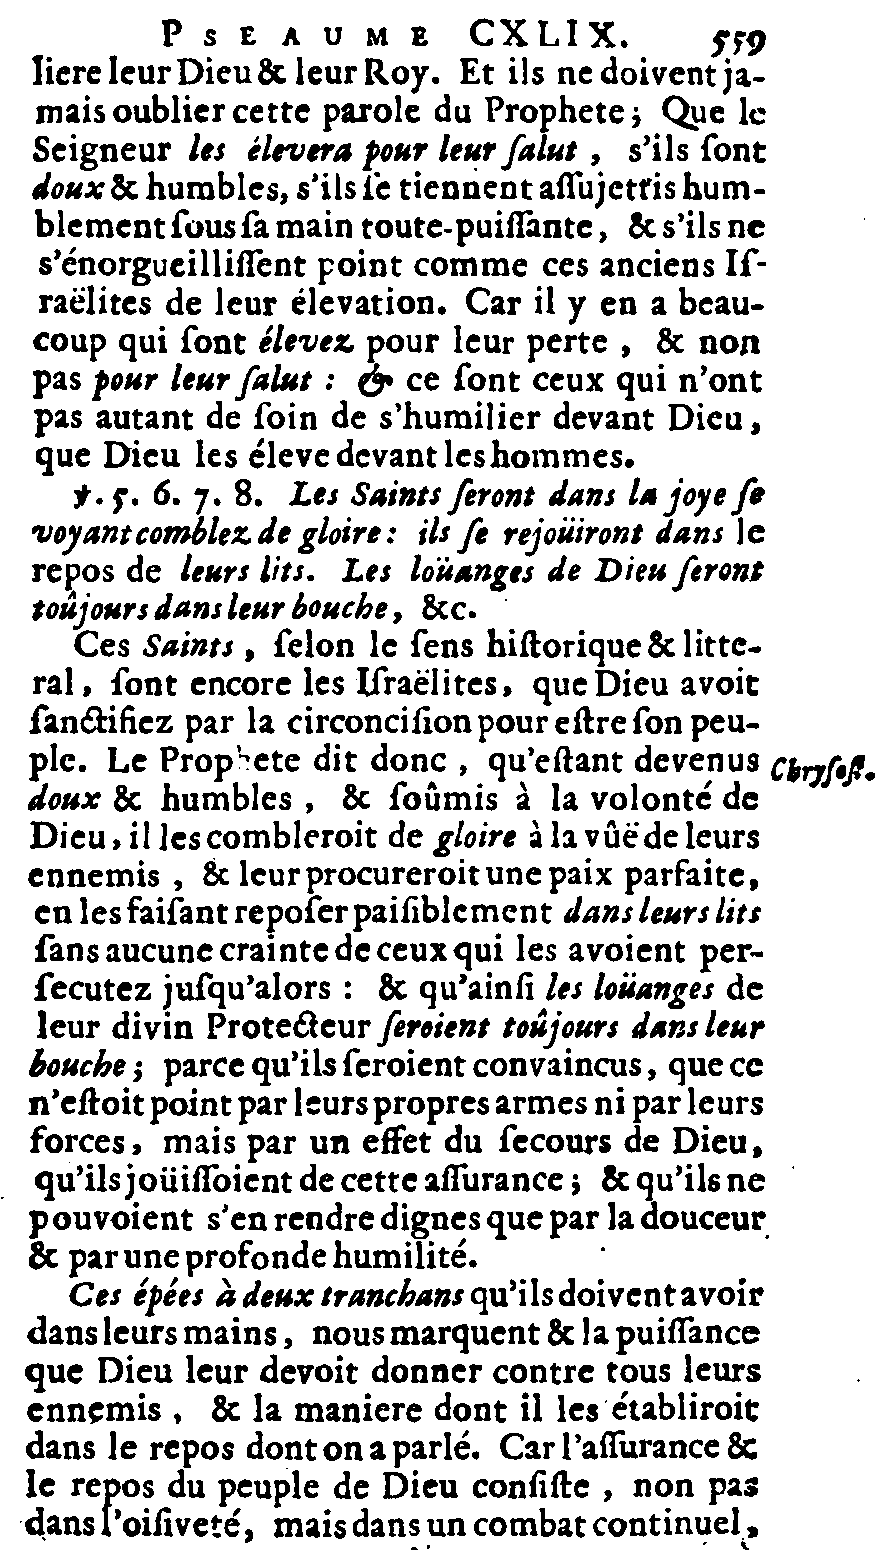 PSEAUME CXLIX. 559
liere leur Dieu & leur Roy. Et ils ne doivent ja-
mais oublier cette parole du Prophete; Que le
Seigneur les élevera pour leur ſalut, s'ils ſont
doux & humbles, s'ils ſe tiennent aſſujettis hum-
blement ſous ſa main toute-puiſſante, & s'ils ne
s'énorgueilliſſent point comme ces anciens Iſ-
raëlites de leur élevation. Car il y en a beau-
coup qui ſont élevez pour leur perte, & non
pas pour leur ſalut : & ce ſont ceux qui n'ont
pas autant de ſoin de s'humilier devant Dieu,
que Dieu les éleve devant les hommes.
℣. 5. 6. 7. 8. Les Saints ſeront dans la joye ſe
voyant comblez de gloire: ils ſe rejoüiront dans le
repos de leurs lits. Les loüanges de Dieu ſeront
toûjours dans leur bouche, &c.
Ces Saints, ſelon le ſens hiſtorique & litte-
ral, ſont encore les Iſraëlites, que Dieu avoit
ſanctifiez par la circonciſion pour eſtre ſon peu-
ple. Le Prophete dit donc, qu'eſtant devenus
Chryſoſt.
doux & humbles, & ſoûmis à la volonté de
Dieu, il les combleroit de gloire à la vûë de leurs
ennemis, & leur procureroit une paix parfaite,
en les faiſant repoſer paiſiblement dans leurs lits
ſans aucune crainte de ceux qui les avoient per-
ſecutez juſqu'alors : & qu'ainſi les loüanges de
leur divin Protecteur ſeroient toûjours dans leur
bouche; parce qu'ils ſeroient convaincus, que ce
n'eſtoit point par leurs propres armes ni par leurs
forces, mais par un effet du ſecours de Dieu,
qu'ils joüiſſoient de cette aſſurance; & qu'ils ne
pouvoient s'en rendre dignes que par la douceur
& par une profonde humilité.
Ces épées à deux tranchans qu'ils doivent avoir
dans leurs mains, nous marquent & la puiſſance
que Dieu leur devoit donner contre tous leurs
ennemis, & la maniere dont il les établiroit
dans le repos dont on a parlé. Car l'aſſurance &
le repos du peuple de Dieu conſiſte, non pas
dans l'oiſiveté, mais dans un combat continuel,